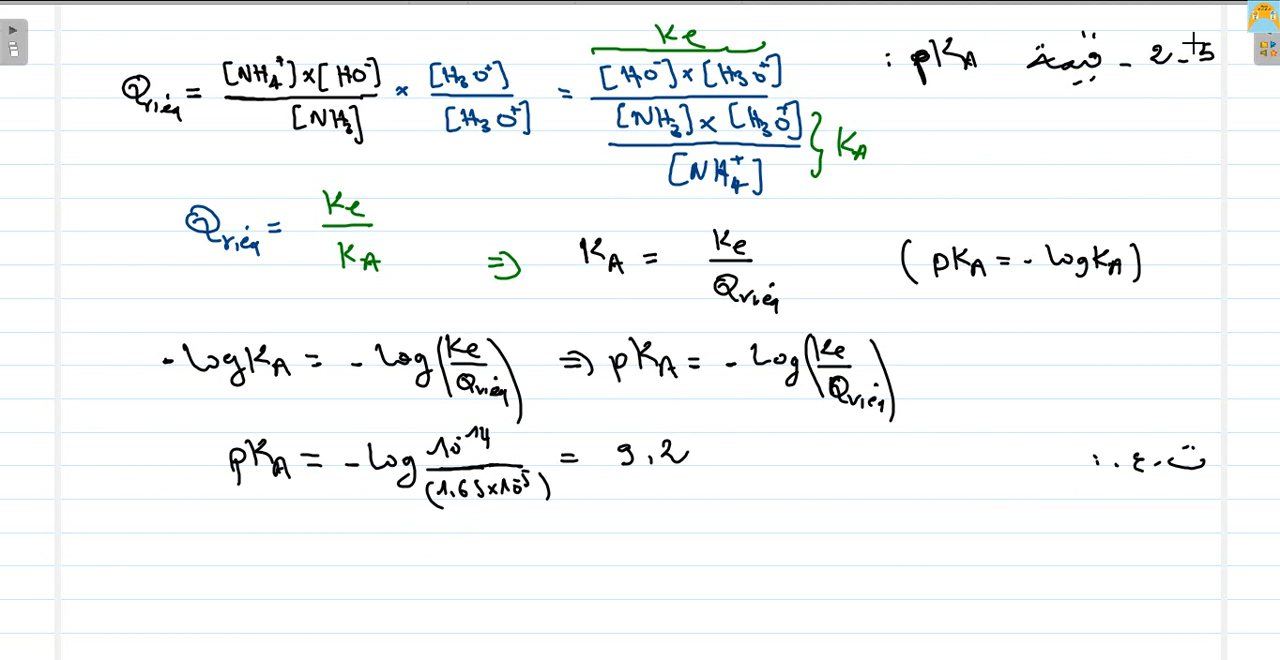 2-5 - قيمة pKA :
Qr,éq = [NH4+]×[HO-] / [NH3] × [H3O+] / [H3O+] = [HO-]×[H3O+] / ([NH3]×[H3O+] / [NH4+]) Ke } KA
Qr,éq = Ke / KA ⇒ KA = Ke / Qr,éq (pKA = - log KA)
- log KA = - log(Ke / Qr,éq) ⇒ pKA = - log(Ke / Qr,éq)
ت.ع. : pKA = - log 10^-14 / (1.65×10^-5) = 9.2